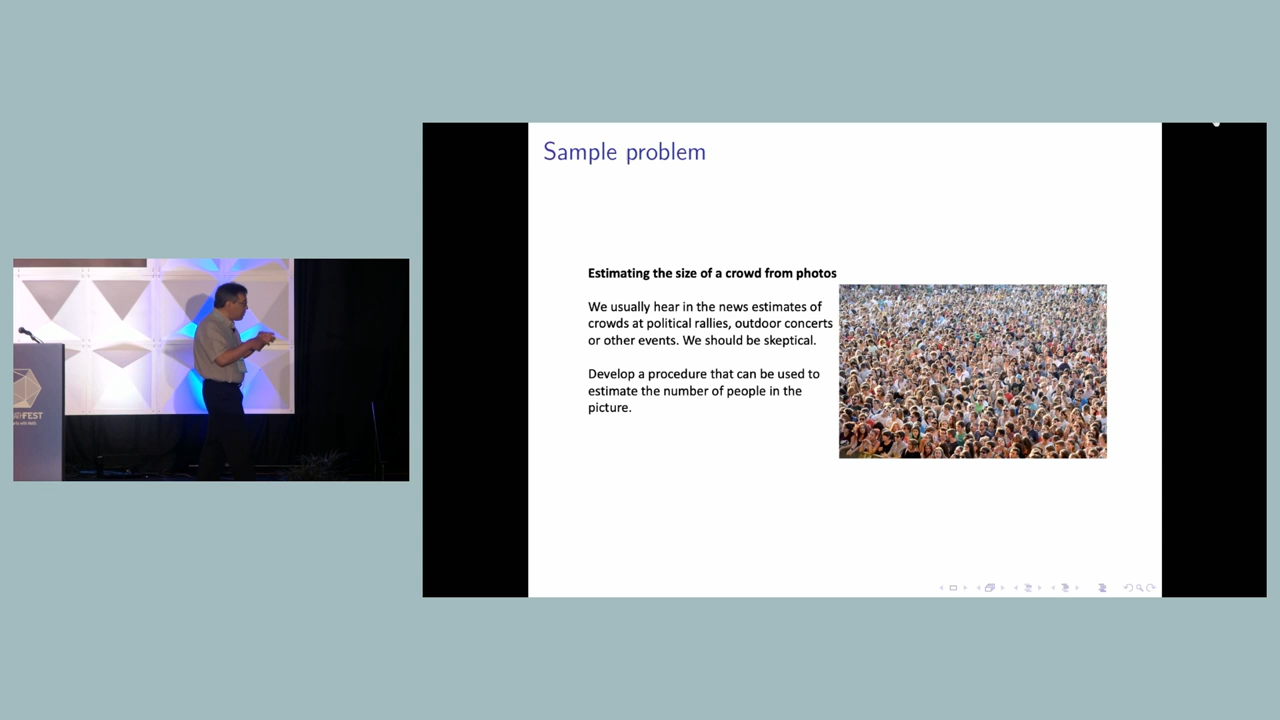 Sample problem
Estimating the size of a crowd from photos
We usually hear in the news estimates of
crowds at political rallies, outdoor concerts
or other events. We should be skeptical.
Develop a procedure that can be used to
estimate the number of people in the
picture.